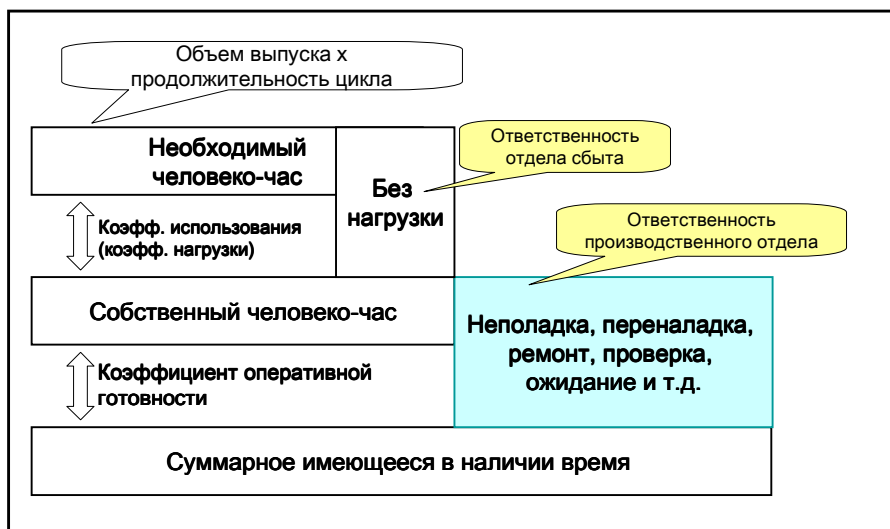 Объем выпуска х
продолжительность цикла
Необходимый
человеко-час
Без
нагрузки
Ответственность
отдела сбыта
Коэфф. использования
(коэфф. нагрузки)
Ответственность
производственного отдела
Собственный человеко-час
Неполадка, переналадка,
ремонт, проверка,
ожидание и т.д.
Коэффициент оперативной
готовности
Суммарное имеющееся в наличии время